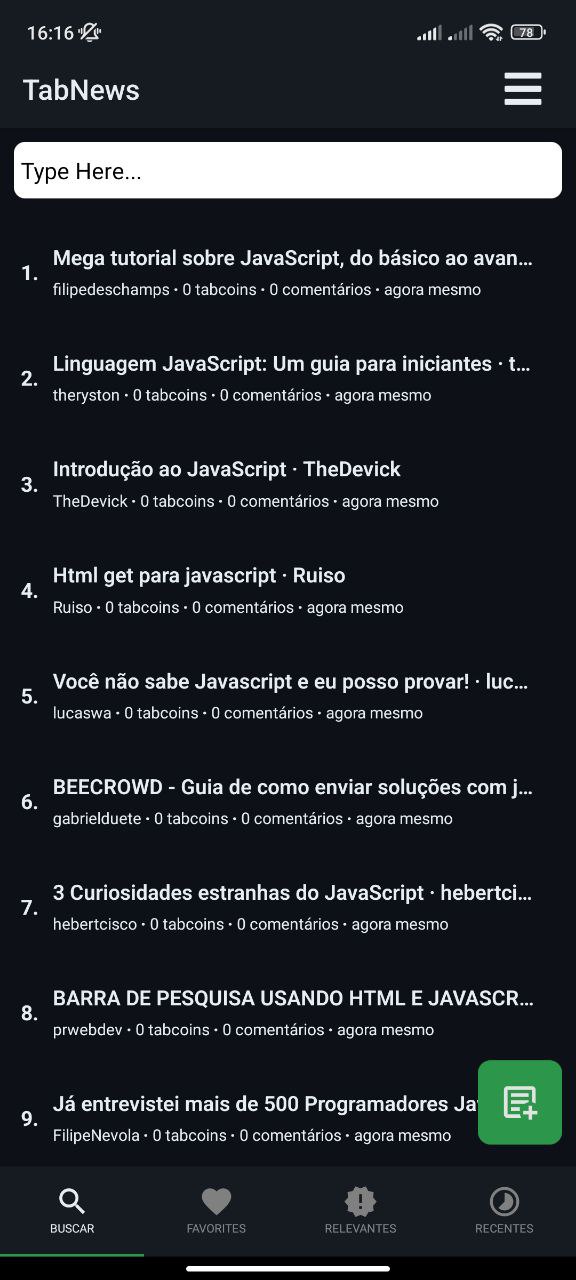 16:16
78
TabNews
Type Here...
1.
Mega tutorial sobre JavaScript, do básico ao avan...
filipedeschamps • 0 tabcoins • 0 comentários • agora mesmo
2.
Linguagem JavaScript: Um guia para iniciantes · t...
theryston • 0 tabcoins • 0 comentários • agora mesmo
3.
Introdução ao JavaScript · TheDevick
TheDevick • 0 tabcoins • 0 comentários • agora mesmo
4.
Html get para javascript · Ruiso
Ruiso • 0 tabcoins • 0 comentários • agora mesmo
5.
Você não sabe Javascript e eu posso provar! · luc...
lucaswa • 0 tabcoins • 0 comentários • agora mesmo
6.
BEECROWD - Guia de como enviar soluções com j...
gabrielduete • 0 tabcoins • 0 comentários • agora mesmo
7.
3 Curiosidades estranhas do JavaScript · hebertci...
hebertcisco • 0 tabcoins • 0 comentários • agora mesmo
8.
BARRA DE PESQUISA USANDO HTML E JAVASCR...
prwebdev • 0 tabcoins • 0 comentários • agora mesmo
9.
Já entrevistei mais de 500 Programadores Ja
FilipeNevola • 0 tabcoins • 0 comentários • agora mesmo
BUSCAR
FAVORITES
RELEVANTES
RECENTES